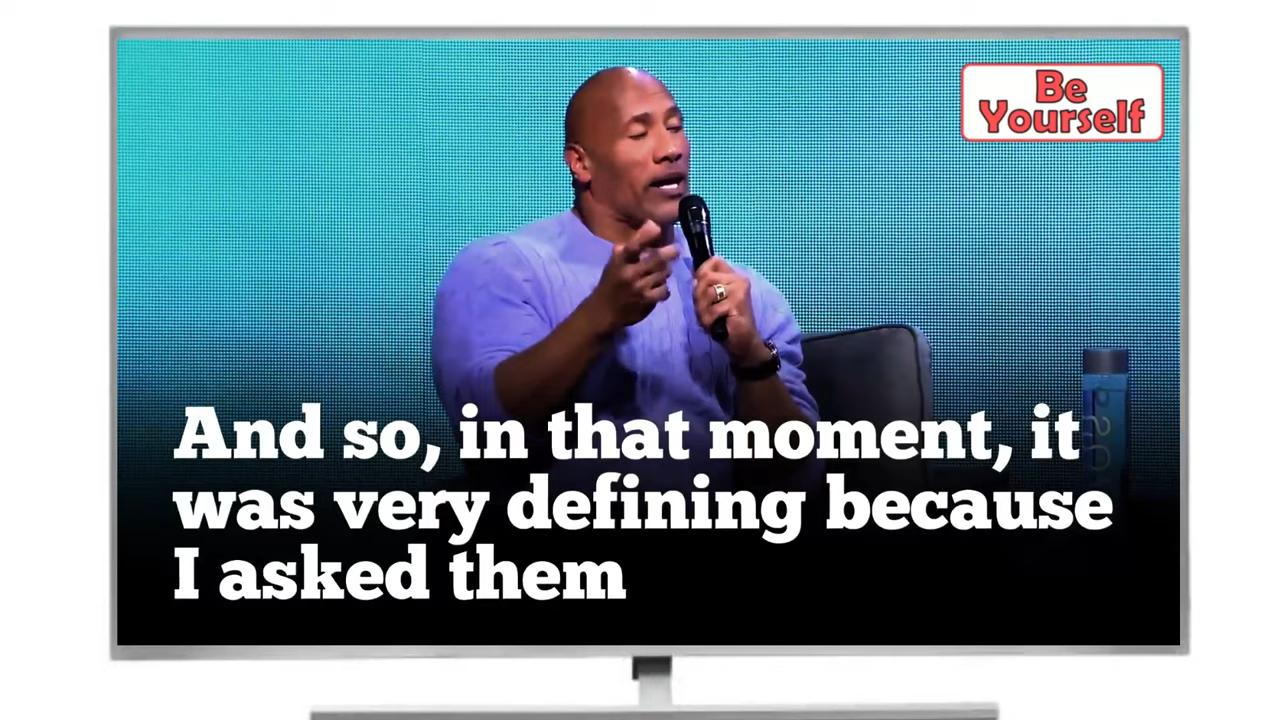 Be
Yourself
And so, in that moment, it
was very defining because
I asked them